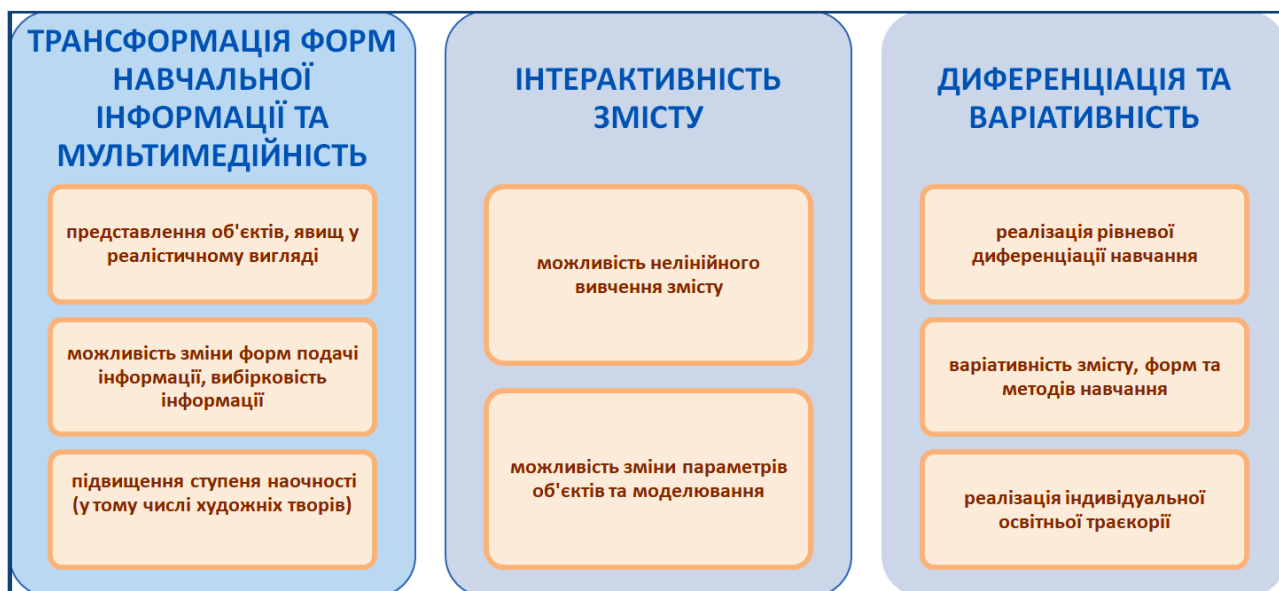 ТРАНСФОРМАЦІЯ ФОРМ
НАВЧАЛЬНОЇ
ІНФОРМАЦІЇ ТА
МУЛЬТИМЕДІЙНІСТЬ
представлення об'єктів, явищ у
реалістичному вигляді
можливість зміни форм подачі
інформації, вибірковість
інформації
підвищення ступеня наочності
(у тому числі художніх творів)
ІНТЕРАКТИВНІСТЬ
ЗМІСТУ
можливість нелінійного
вивчення змісту
можливість зміни параметрів
об'єктів та моделювання
ДИФЕРЕНЦІАЦІЯ ТА
ВАРІАТИВНІСТЬ
реалізація рівневої
диференціації навчання
варіативність змісту, форм та
методів навчання
реалізація індивідуальної
освітньої траєкорії